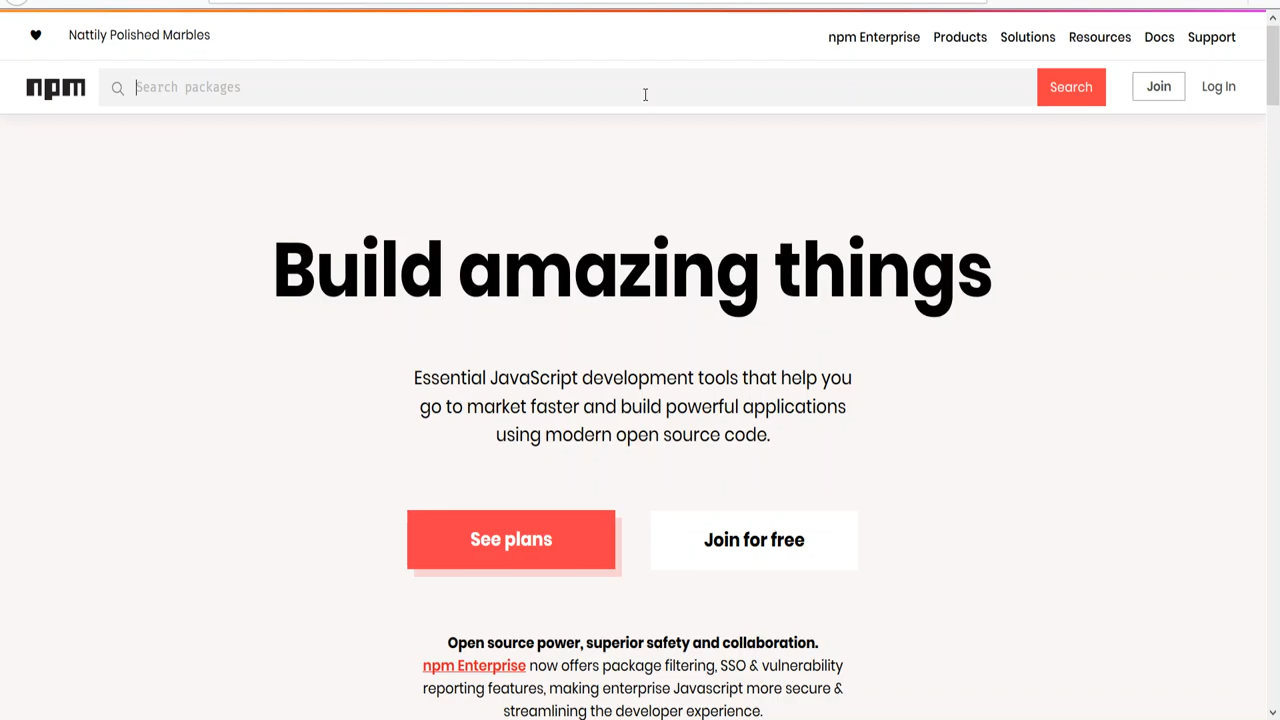 Nattily Polished Marbles
npm Enterprise Products Solutions Resources Docs Support
npm Search packages Search Join Log In
Build amazing things
Essential JavaScript development tools that help you
go to market faster and build powerful applications
using modern open source code.
See plans Join for free
Open source power, superior safety and collaboration.
npm Enterprise now offers package filtering, SSO & vulnerability
reporting features, making enterprise Javascript more secure &
streamlining the developer experience.